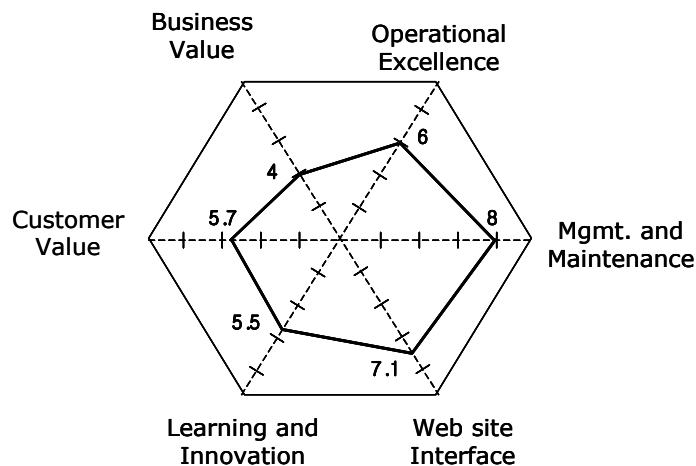 Business
Value
Operational
Excellence
6
4
5.7
8
Customer
Value
Mgmt. and
Maintenance
5.5
7.1
Learning and
Innovation
Web site
Interface